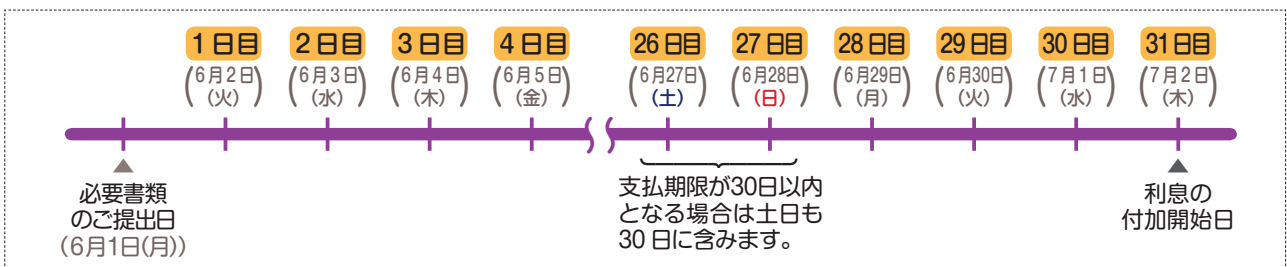 1日目 2日目 3日目 4日目 26日目 27日目 28日目 29日目 30日目 31日目
(6月2日(火)) (6月3日(水)) (6月4日(木)) (6月5日(金)) (6月27日(土)) (6月28日(日)) (6月29日(月)) (6月30日(火)) (7月1日(水)) (7月2日(木))
必要書類
のご提出日
(6月1日(月))
支払期限が30日以内
となる場合は土日も
30日に含みます。
利息の
付加開始日